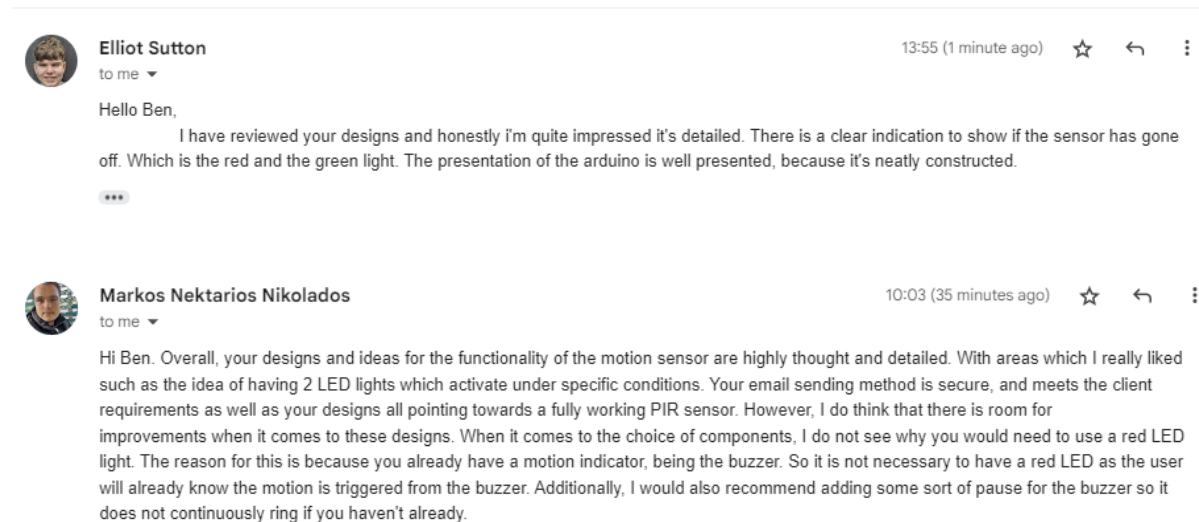 Elliot Sutton
13:55 (1 minute ago)
to me
Hello Ben,
I have reviewed your designs and honestly i'm quite impressed it's detailed. There is a clear indication to show if the sensor has gone
off. Which is the red and the green light. The presentation of the arduino is well presented, because it's neatly constructed.
Markos Nektarios Nikolados
10:03 (35 minutes ago)
to me
Hi Ben. Overall, your designs and ideas for the functionality of the motion sensor are highly thought and detailed. With areas which I really liked
such as the idea of having 2 LED lights which activate under specific conditions. Your email sending method is secure, and meets the client
requirements as well as your designs all pointing towards a fully working PIR sensor. However, I do think that there is room for
improvements when it comes to these designs. When it comes to the choice of components, I do not see why you would need to use a red LED
light. The reason for this is because you already have a motion indicator, being the buzzer. So it is not necessary to have a red LED as the user
will already know the motion is triggered from the buzzer. Additionally, I would also recommend adding some sort of pause for the buzzer so it
does not continuously ring if you haven't already.